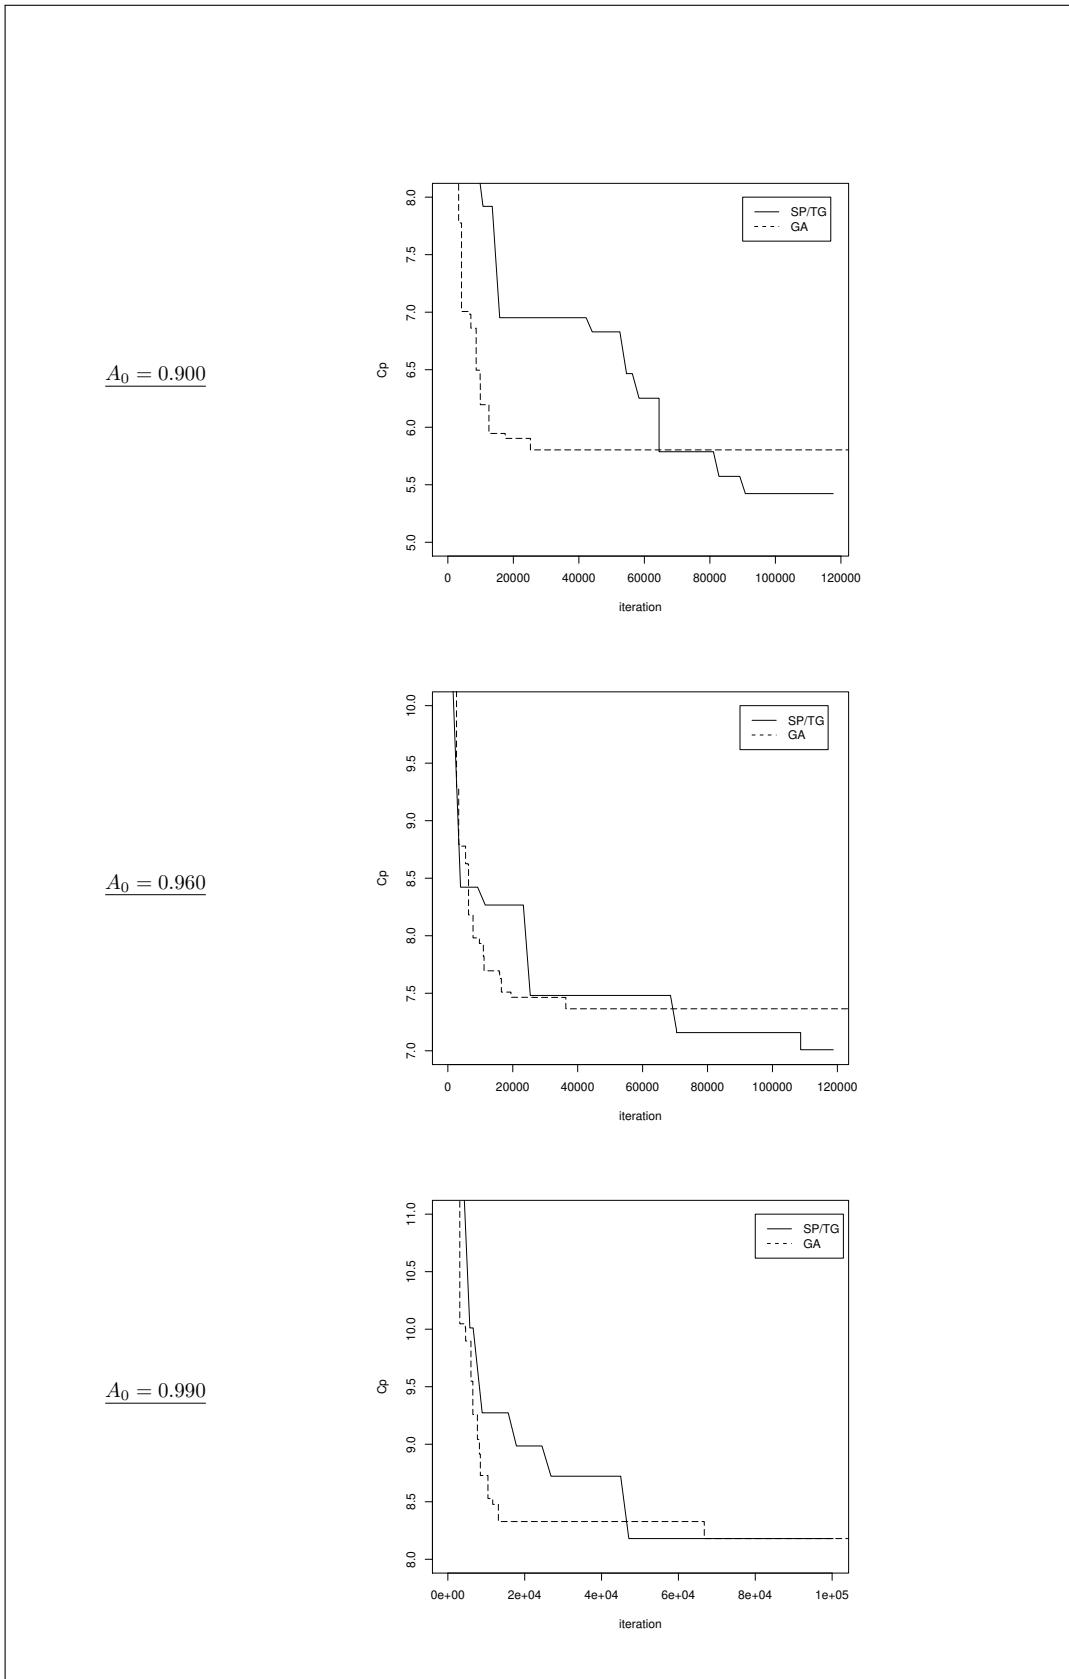 8.0
7.5
7.0
6.5
6.0
5.5
5.0
Cp
SP/TG
GA
0 20000 40000 60000 80000 100000 120000
iteration
A₀ = 0.900
10.0
9.5
9.0
8.5
8.0
7.5
7.0
Cp
SP/TG
GA
0 20000 40000 60000 80000 100000 120000
iteration
A₀ = 0.960
11.0
10.5
10.0
9.5
9.0
8.5
8.0
Cp
SP/TG
GA
0e+00 2e+04 4e+04 6e+04 8e+04 1e+05
iteration
A₀ = 0.990